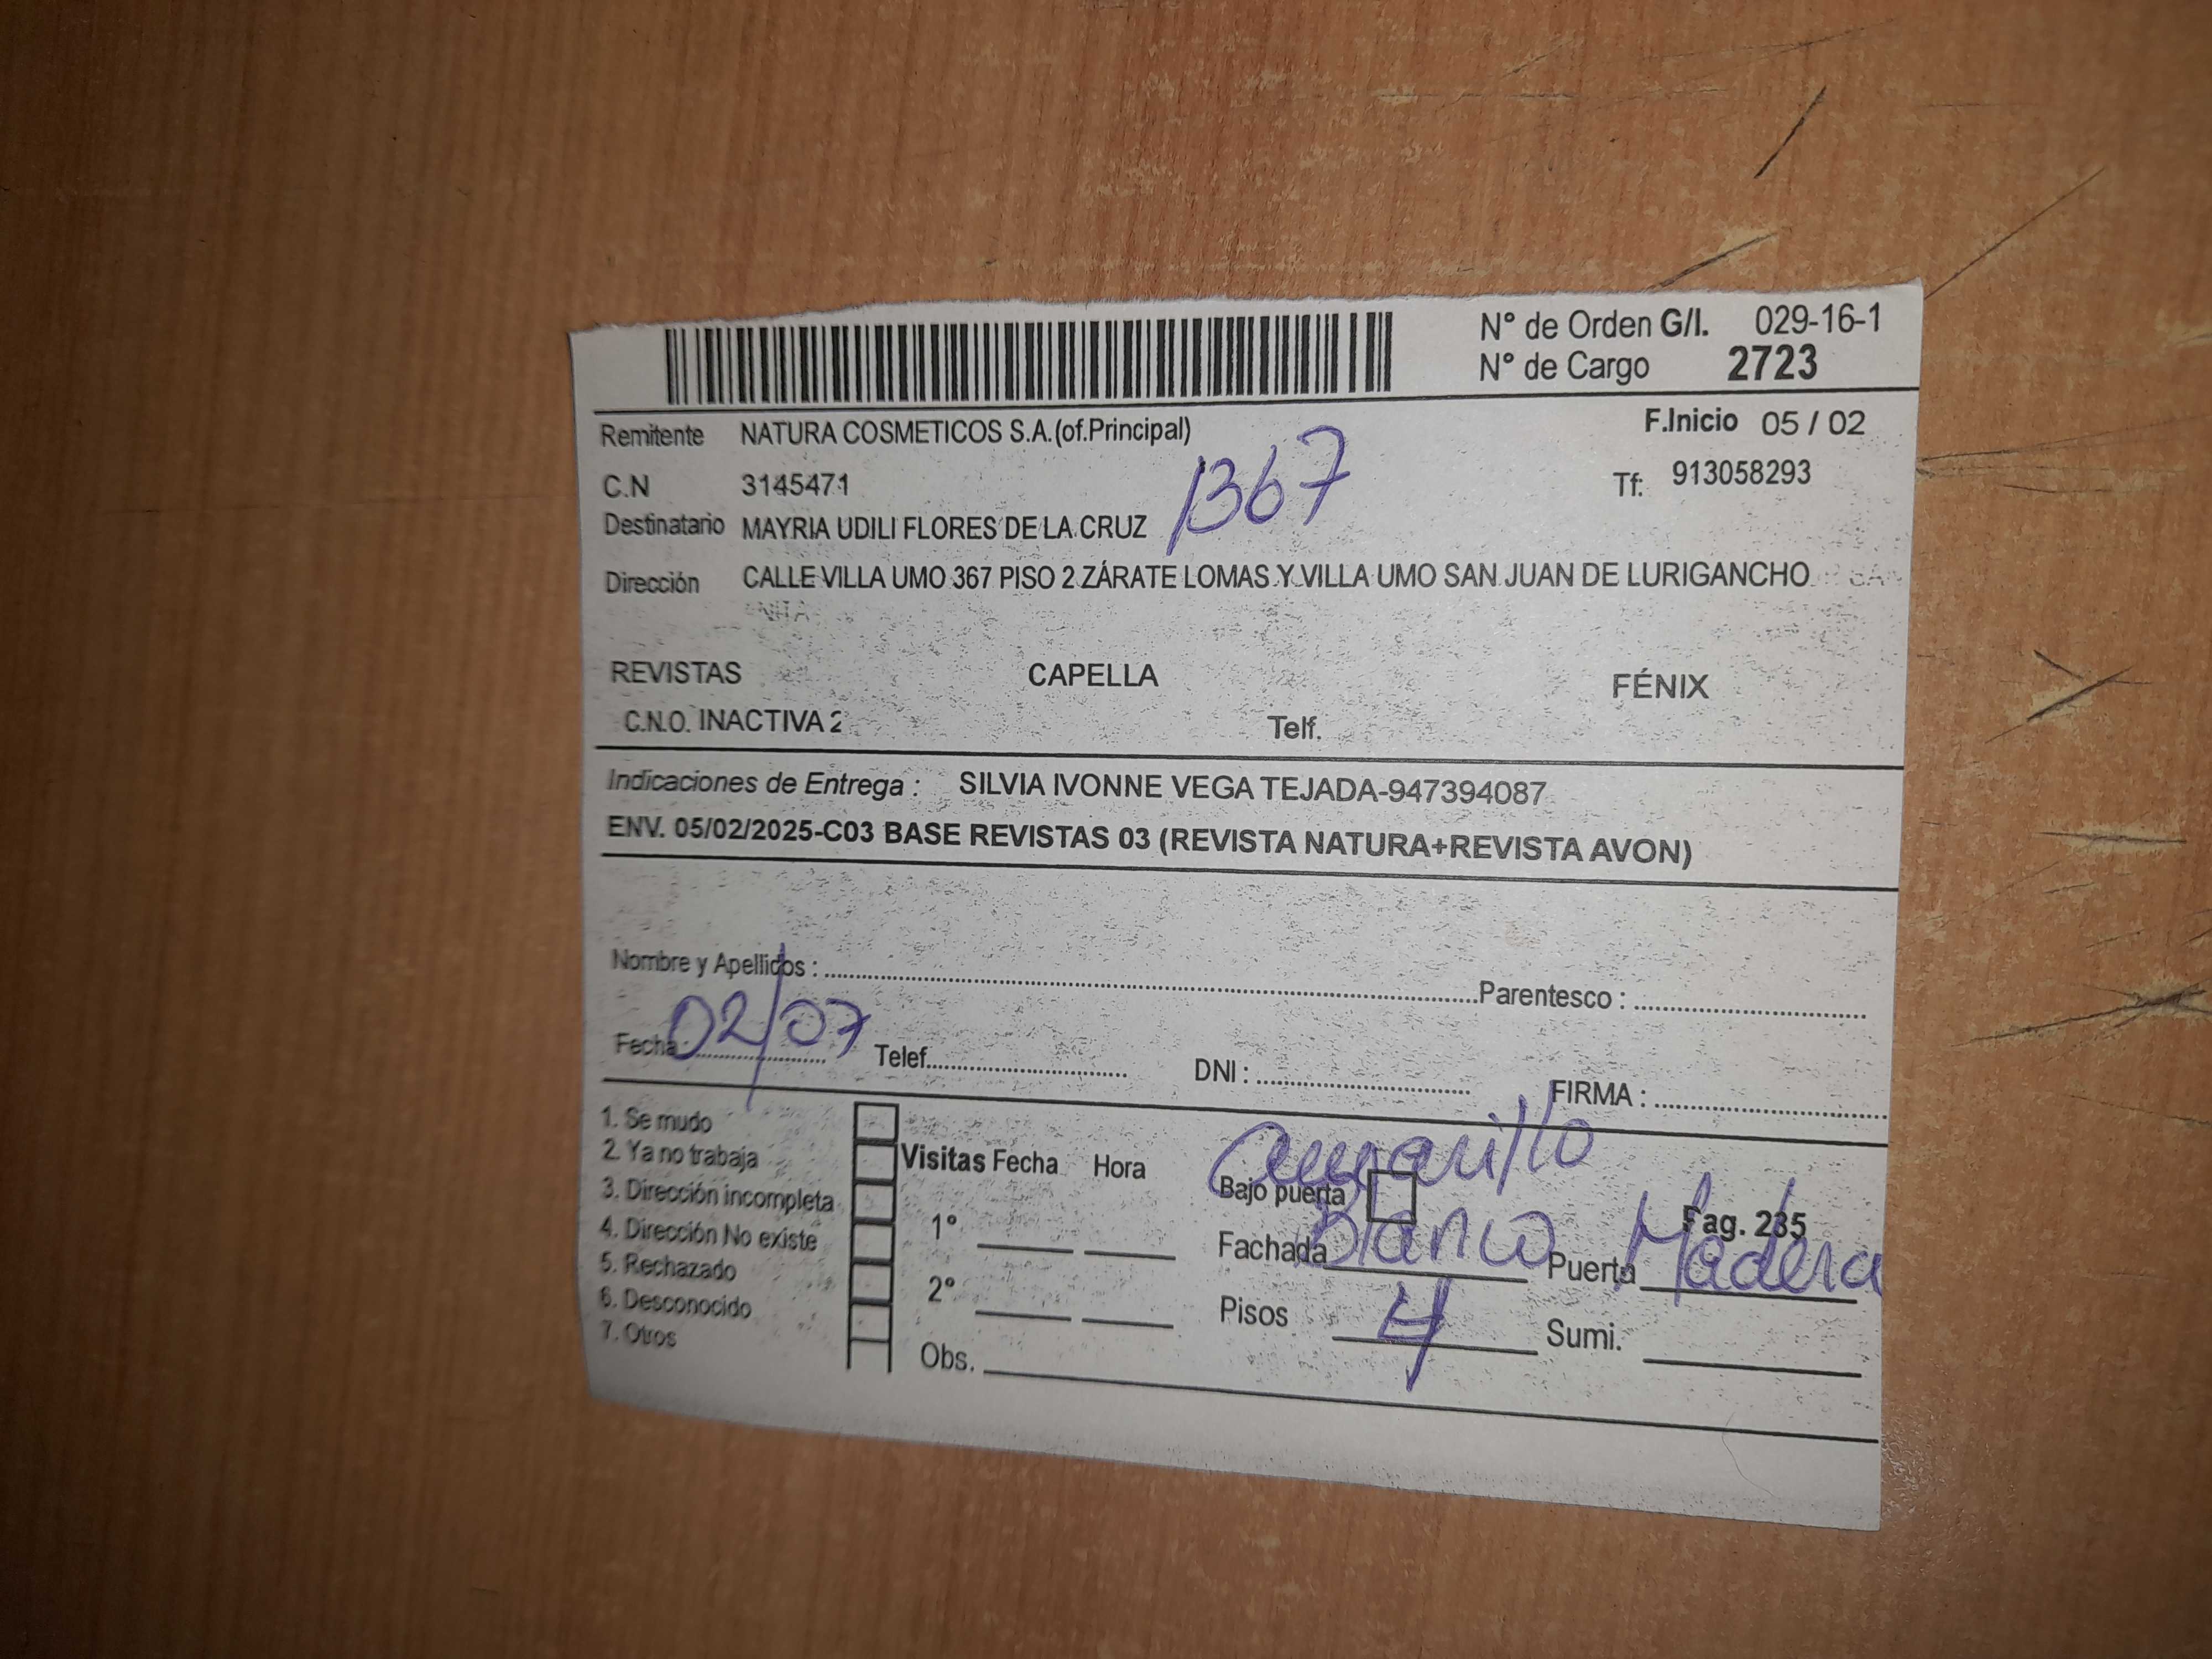 N° de Orden G/I. 029-16-1
N° de Cargo 2723
Remitente NATURA COSMETICOS S.A.(of.Principal) F.Inicio 05 / 02
C.N 3145471 1367 Tf: 913058293
Destinatario MAYRIA UDILI FLORES DE LA CRUZ
Dirección CALLE VILLA UMO 367 PISO 2 ZÁRATE LOMAS Y VILLA UMO SAN JUAN DE LURIGANCHO
REVISTAS CAPELLA FÉNIX
C.N.O. INACTIVA 2 Telf.
Indicaciones de Entrega : SILVIA IVONNE VEGA TEJADA-947394087
ENV. 05/02/2025-C03 BASE REVISTAS 03 (REVISTA NATURA+REVISTA AVON)
Nombre y Apellidos : Parentesco :
Fecha: 02/07 Telef. DNI : FIRMA :
1. Se mudo
2. Ya no trabaja
3. Dirección incompleta
4. Dirección No existe
5. Rechazado
6. Desconocido
7. Otros
Visitas Fecha Hora
1°
2°
Obs.
amarillo
Bajo puerta Pag. 235
Fachada Blanco Puerta Madera
Pisos 4 Sumi.